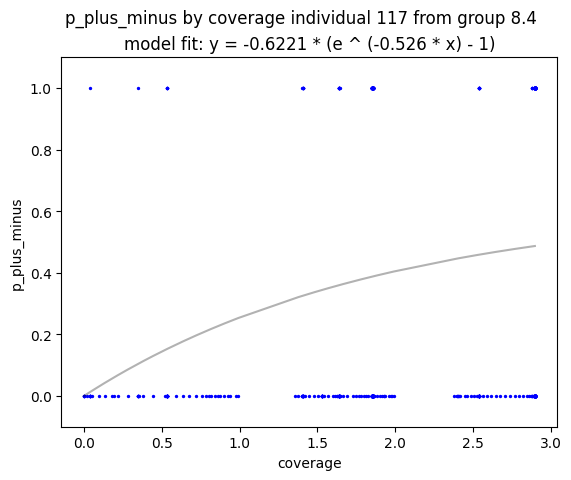 p_plus_minus by coverage individual 117 from group 8.4
model fit: y = -0.6221 * (e ^ (-0.526 * x) - 1)
1.0
0.8
0.6
0.4
0.2
0.0
p_plus_minus
0.0 0.5 1.0 1.5 2.0 2.5 3.0
coverage